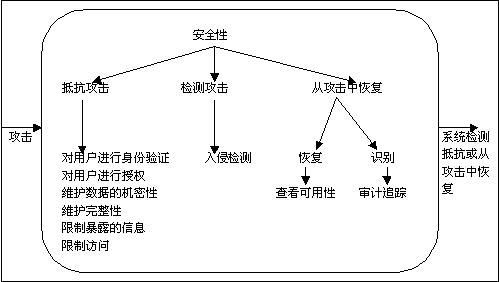 安全性
抵抗攻击
检测攻击
从攻击中恢复
攻击
系统检测
抵抗或从
攻击中恢
复
对用户进行身份验证
对用户进行授权
维护数据的机密性
维护完整性
限制暴露的信息
限制访问
入侵检测
恢复
识别
查看可用性
审计追踪